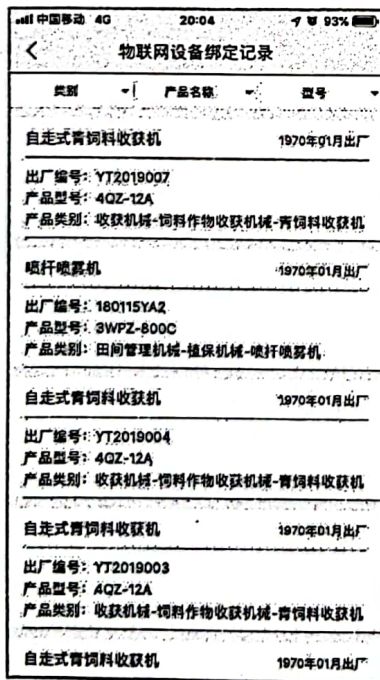 中国移动 4G 20:04 93%
物联网设备绑定记录
类别 产品名称 型号
自走式青饲料收获机 1970年01月出厂
出厂编号：YT2019007
产品型号：4QZ-12A
产品类别：收获机械-饲料作物收获机械-青饲料收获机
喷杆喷雾机 1970年01月出厂
出厂编号：180115YA2
产品型号：3WPZ-800C
产品类别：田间管理机械-植保机械-喷杆喷雾机
自走式青饲料收获机 1970年01月出厂
出厂编号：YT2019004
产品型号：4QZ-12A
产品类别：收获机械-饲料作物收获机械-青饲料收获机
自走式青饲料收获机 1970年01月出厂
出厂编号：YT2019003
产品型号：4QZ-12A
产品类别：收获机械-饲料作物收获机械-青饲料收获机
自走式青饲料收获机 1970年01月出厂